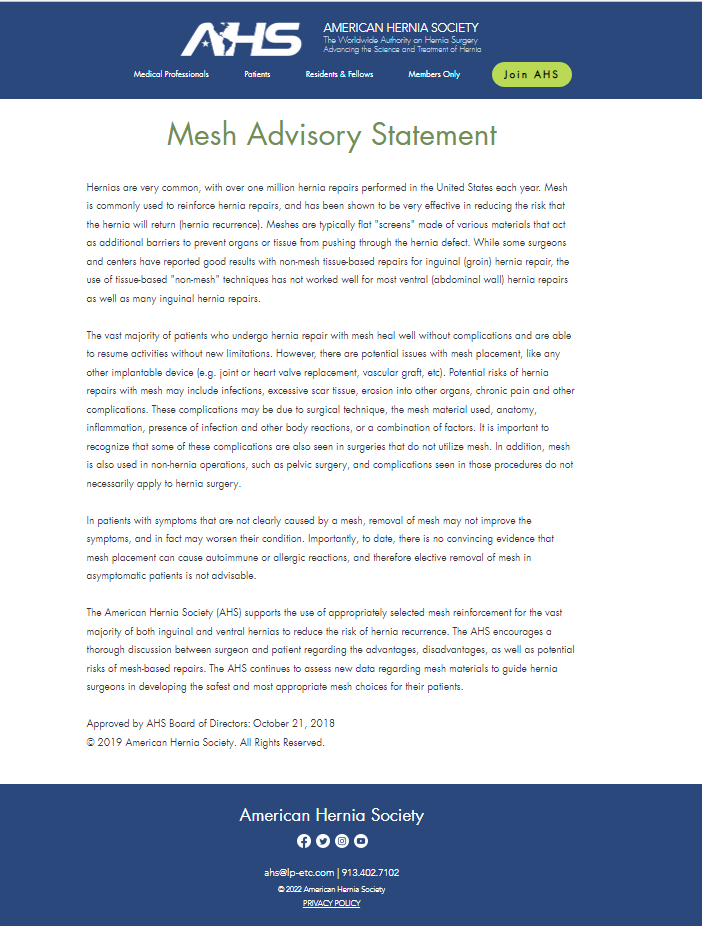 AHS
AMERICAN HERNIA SOCIETY
The Worldwide Authority on Hernia Surgery
Advancing the Science and Treatment of Hernia
Medical Professionals Patients Residents & Fellows Members Only Join AHS
Mesh Advisory Statement
Hernias are very common, with over one million hernia repairs performed in the United States each year. Mesh
is commonly used to reinforce hernia repairs, and has been shown to be very effective in reducing the risk that
the hernia will return (hernia recurrence). Meshes are typically flat "screens" made of various materials that act
as additional barriers to prevent organs or tissue from pushing through the hernia defect. While some surgeons
and centers have reported good results with non-mesh tissue-based repairs for inguinal (groin) hernia repair, the
use of tissue-based "non-mesh" techniques has not worked well for most ventral (abdominal wall) hernia repairs
as well as many inguinal hernia repairs.
The vast majority of patients who undergo hernia repair with mesh heal well without complications and are able
to resume activities without new limitations. However, there are potential issues with mesh placement, like any
other implantable device (e.g. joint or heart valve replacement, vascular graft, etc). Potential risks of hernia
repairs with mesh may include infections, excessive scar tissue, erosion into other organs, chronic pain and other
complications. These complications may be due to surgical technique, the mesh material used, anatomy,
inflammation, presence of infection and other body reactions, or a combination of factors. It is important to
recognize that some of these complications are also seen in surgeries that do not utilize mesh. In addition, mesh
is also used in non-hernia operations, such as pelvic surgery, and complications seen in those procedures do not
necessarily apply to hernia surgery.
In patients with symptoms that are not clearly caused by a mesh, removal of mesh may not improve the
symptoms, and in fact may worsen their condition. Importantly, to date, there is no convincing evidence that
mesh placement can cause autoimmune or allergic reactions, and therefore elective removal of mesh in
asymptomatic patients is not advisable.
The American Hernia Society (AHS) supports the use of appropriately selected mesh reinforcement for the vast
majority of both inguinal and ventral hernias to reduce the risk of hernia recurrence. The AHS encourages a
thorough discussion between surgeon and patient regarding the advantages, disadvantages, as well as potential
risks of mesh-based repairs. The AHS continues to assess new data regarding mesh materials to guide hernia
surgeons in developing the safest and most appropriate mesh choices for their patients.
Approved by AHS Board of Directors: October 21, 2018
© 2019 American Hernia Society. All Rights Reserved.
American Hernia Society
ahs@lp-etc.com | 913.402.7102
© 2022 American Hernia Society
PRIVACY POLICY